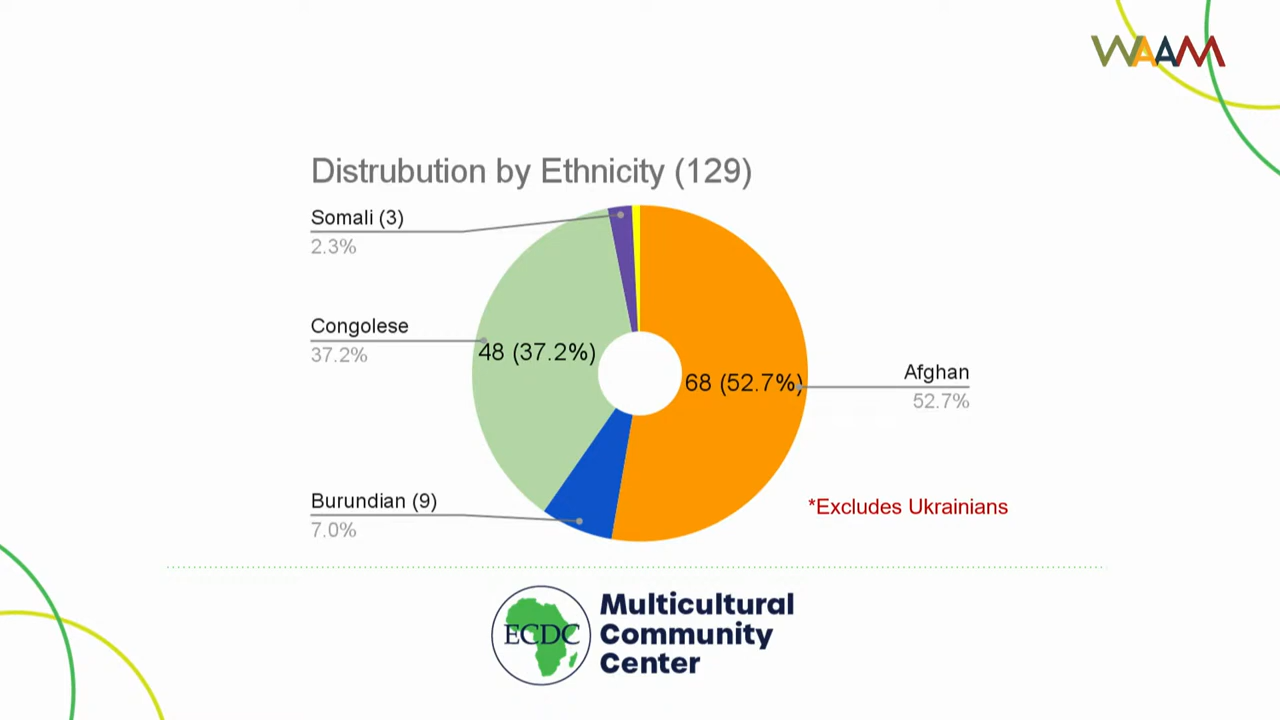 WAAM
Distrubution by Ethnicity (129)
Somali (3)
2.3%
Congolese
37.2%
48 (37.2%)
68 (52.7%)
Afghan
52.7%
Burundian (9)
7.0%
*Excludes Ukrainians
ECDC
Multicultural
Community
Center